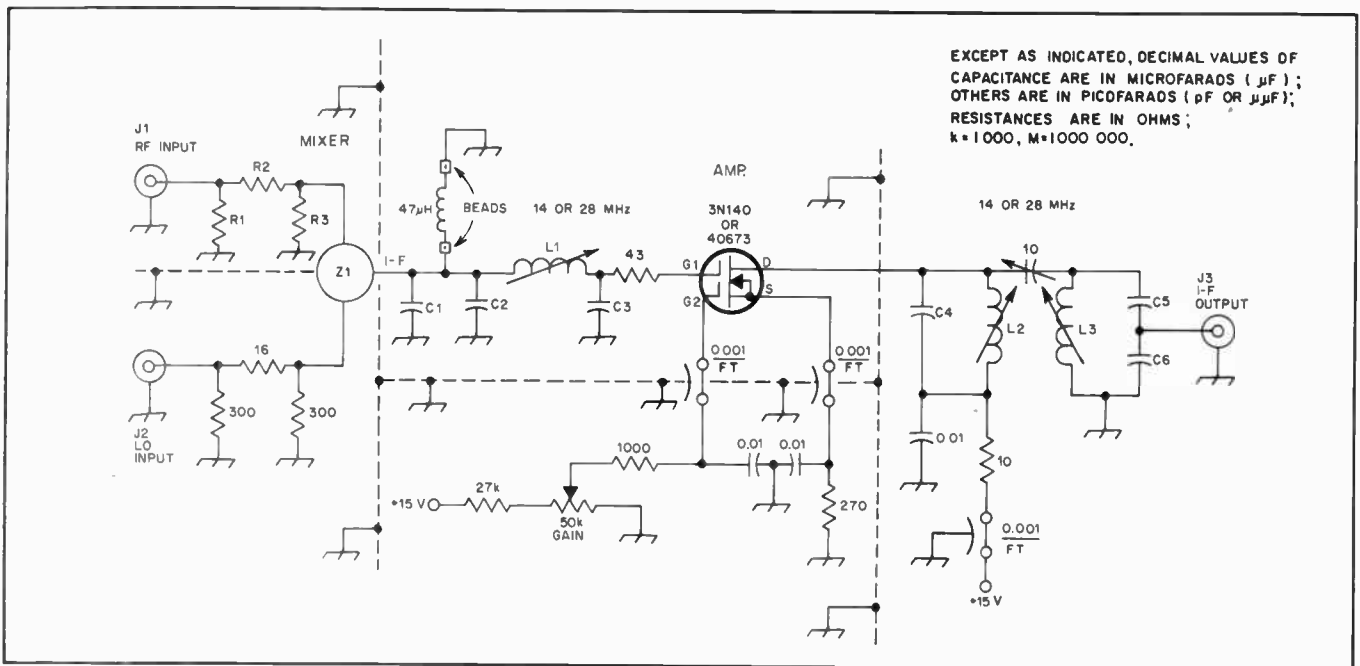 EXCEPT AS INDICATED, DECIMAL VALUES OF
CAPACITANCE ARE IN MICROFARADS ( µF ) ;
OTHERS ARE IN PICOFARADS ( pF OR µµF);
RESISTANCES ARE IN OHMS ;
k=1000, M=1000 000.
J1
RF INPUT
MIXER
R2
R1
R3
Z1
I-F
J2
LO
INPUT
16
300
300
47µH
BEADS
14 OR 28 MHz
L1
C1
C2
C3
43
AMP.
3N140
OR
40673
G1
G2
D
S
0.001
FT
0.001
FT
1000
0.01
0.01
27k
+15 V
50k
GAIN
270
14 OR 28 MHz
10
C4
L2
L3
C5
C6
J3
I-F
OUTPUT
0.01
10
0.001
FT
+15 V